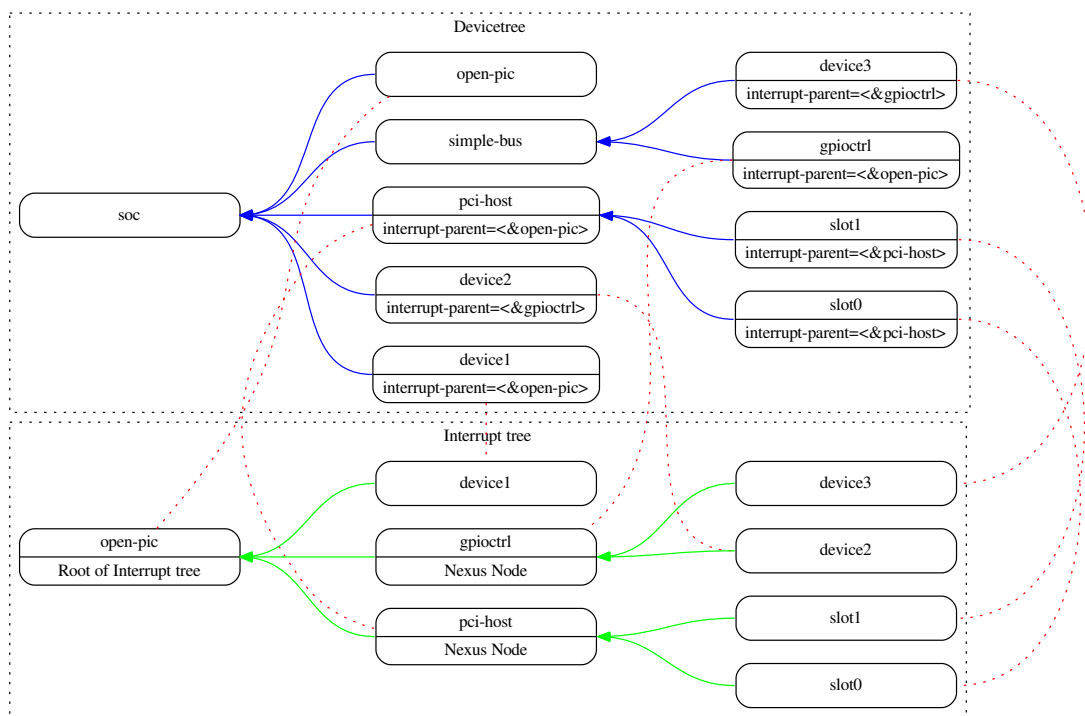 Devicetree
open-pic
device3
interrupt-parent=<&gpioctrl>
simple-bus
gpioctrl
interrupt-parent=<&open-pic>
soc
pci-host
interrupt-parent=<&open-pic>
slot1
interrupt-parent=<&pci-host>
device2
interrupt-parent=<&gpioctrl>
slot0
interrupt-parent=<&pci-host>
device1
interrupt-parent=<&open-pic>
Interrupt tree
device1
device3
open-pic
Root of Interrupt tree
gpioctrl
Nexus Node
device2
pci-host
Nexus Node
slot1
slot0